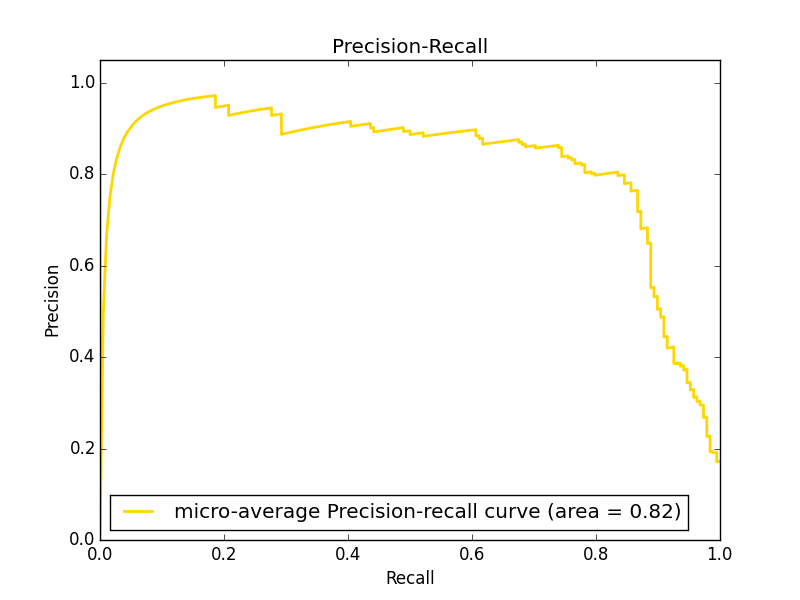 Precision-Recall
1.0
0.8
0.6
0.4
0.2
0.0
Precision
micro-average Precision-recall curve (area = 0.82)
0.0 0.2 0.4 0.6 0.8 1.0
Recall